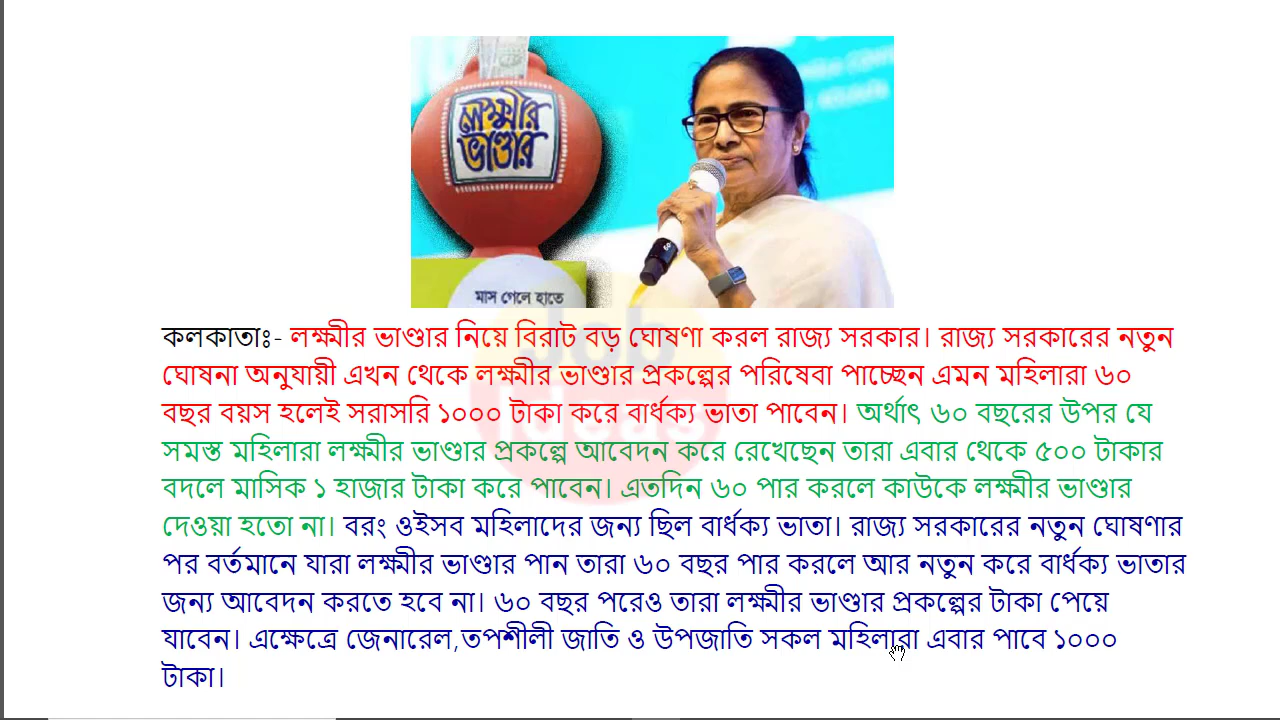 লক্ষ্মীর
ভাণ্ডার
মাস গেলে হাতে
Job
ideas
কলকাতাঃ- লক্ষ্মীর ভাণ্ডার নিয়ে বিরাট বড় ঘোষণা করল রাজ্য সরকার। রাজ্য সরকারের নতুন
ঘোষনা অনুযায়ী এখন থেকে লক্ষ্মীর ভাণ্ডার প্রকল্পের পরিষেবা পাচ্ছেন এমন মহিলারা ৬০
বছর বয়স হলেই সরাসরি ১০০০ টাকা করে বার্ধক্য ভাতা পাবেন। অর্থাৎ ৬০ বছরের উপর যে
সমস্ত মহিলারা লক্ষ্মীর ভাণ্ডার প্রকল্পে আবেদন করে রেখেছেন তারা এবার থেকে ৫০০ টাকার
বদলে মাসিক ১ হাজার টাকা করে পাবেন। এতদিন ৬০ পার করলে কাউকে লক্ষ্মীর ভাণ্ডার
দেওয়া হতো না। বরং ওইসব মহিলাদের জন্য ছিল বার্ধক্য ভাতা। রাজ্য সরকারের নতুন ঘোষণার
পর বর্তমানে যারা লক্ষ্মীর ভাণ্ডার পান তারা ৬০ বছর পার করলে আর নতুন করে বার্ধক্য ভাতার
জন্য আবেদন করতে হবে না। ৬০ বছর পরেও তারা লক্ষ্মীর ভাণ্ডার প্রকল্পের টাকা পেয়ে
যাবেন। এক্ষেত্রে জেনারেল,তপশীলী জাতি ও উপজাতি সকল মহিলারা এবার পাবে ১০০০
টাকা।